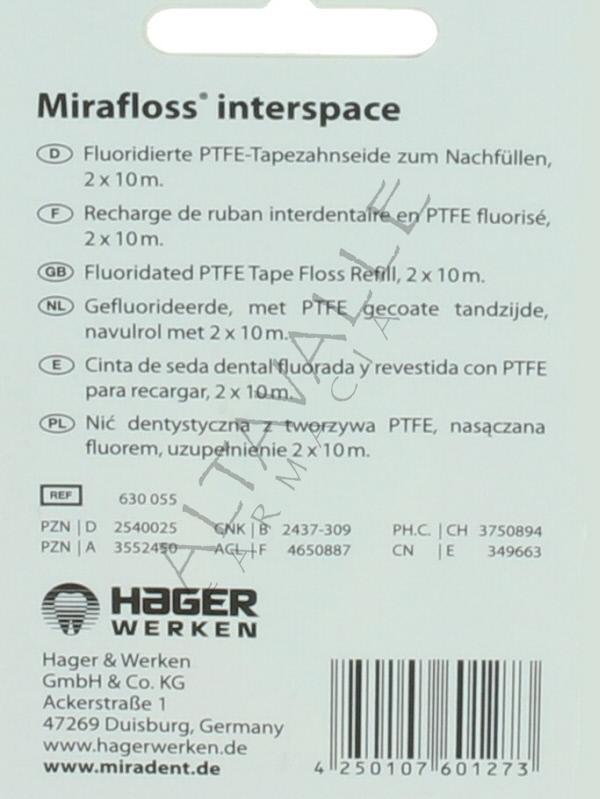 Mirafloss® interspace
D Fluoridierte PTFE-Tapezahnseide zum Nachfüllen,
2 x 10 m.
F Recharge de ruban interdentaire en PTFE fluorisé,
2 x 10 m.
GB Fluoridated PTFE Tape Floss Refill, 2 x 10 m.
NL Gefluorideerde, met PTFE gecoate tandzijde,
navulrol met 2 x 10 m.
E Cinta de seda dental fluorada y revestida con PTFE
para recargar, 2 x 10 m.
PL Nić dentystyczna z tworzywa PTFE, nasączana
fluorem, uzupełnienie 2 x 10 m.
REF 630 055
PZN | D 2540025 CNK | B 2437-309 PH.C. | CH 3750894
PZN | A 3552450 ACL | F 4650887 CN | E 349663
ALTAVALLE
FARMACIA
HAGER
WERKEN
Hager & Werken
GmbH & Co. KG
Ackerstraße 1
47269 Duisburg, Germany
www.hagerwerken.de
www.miradent.de
4 250107 601273